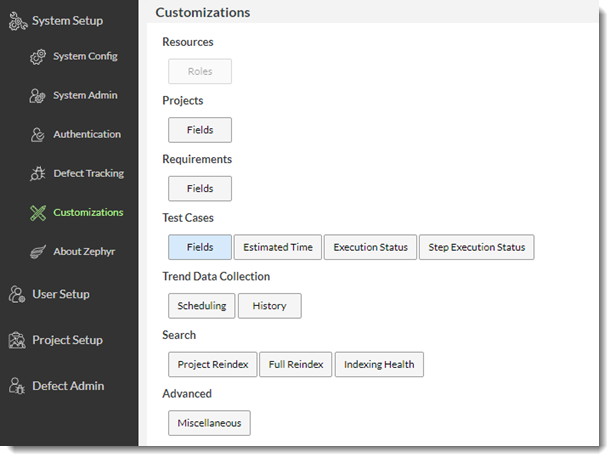 System Setup
System Config
System Admin
Authentication
Defect Tracking
Customizations
About Zephyr
User Setup
Project Setup
Defect Admin
Customizations
Resources
Roles
Projects
Fields
Requirements
Fields
Test Cases
Fields Estimated Time Execution Status Step Execution Status
Trend Data Collection
Scheduling History
Search
Project Reindex Full Reindex Indexing Health
Advanced
Miscellaneous